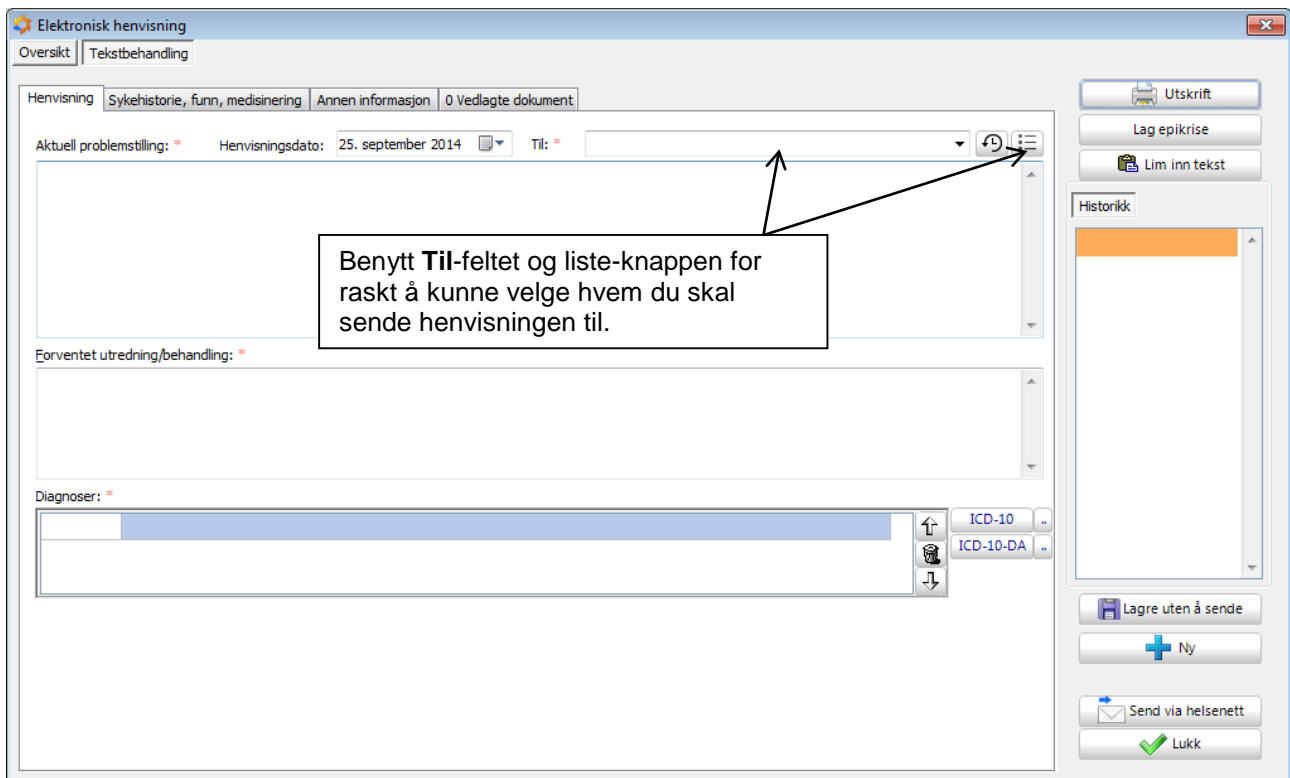 Elektronisk henvisning
Oversikt Tekstbehandling
Henvisning Sykehistorie, funn, medisinering Annen informasjon 0 Vedlagte dokument
Aktuell problemstilling: * Henvisningsdato: 25. september 2014 Til: *
Benytt Til-feltet og liste-knappen for
raskt å kunne velge hvem du skal
sende henvisningen til.
Forventet utredning/behandling: *
Diagnoser: *
ICD-10 ..
ICD-10-DA ..
Utskrift
Lag epikrise
Lim inn tekst
Historikk
Lagre uten å sende
Ny
Send via helsenett
Lukk